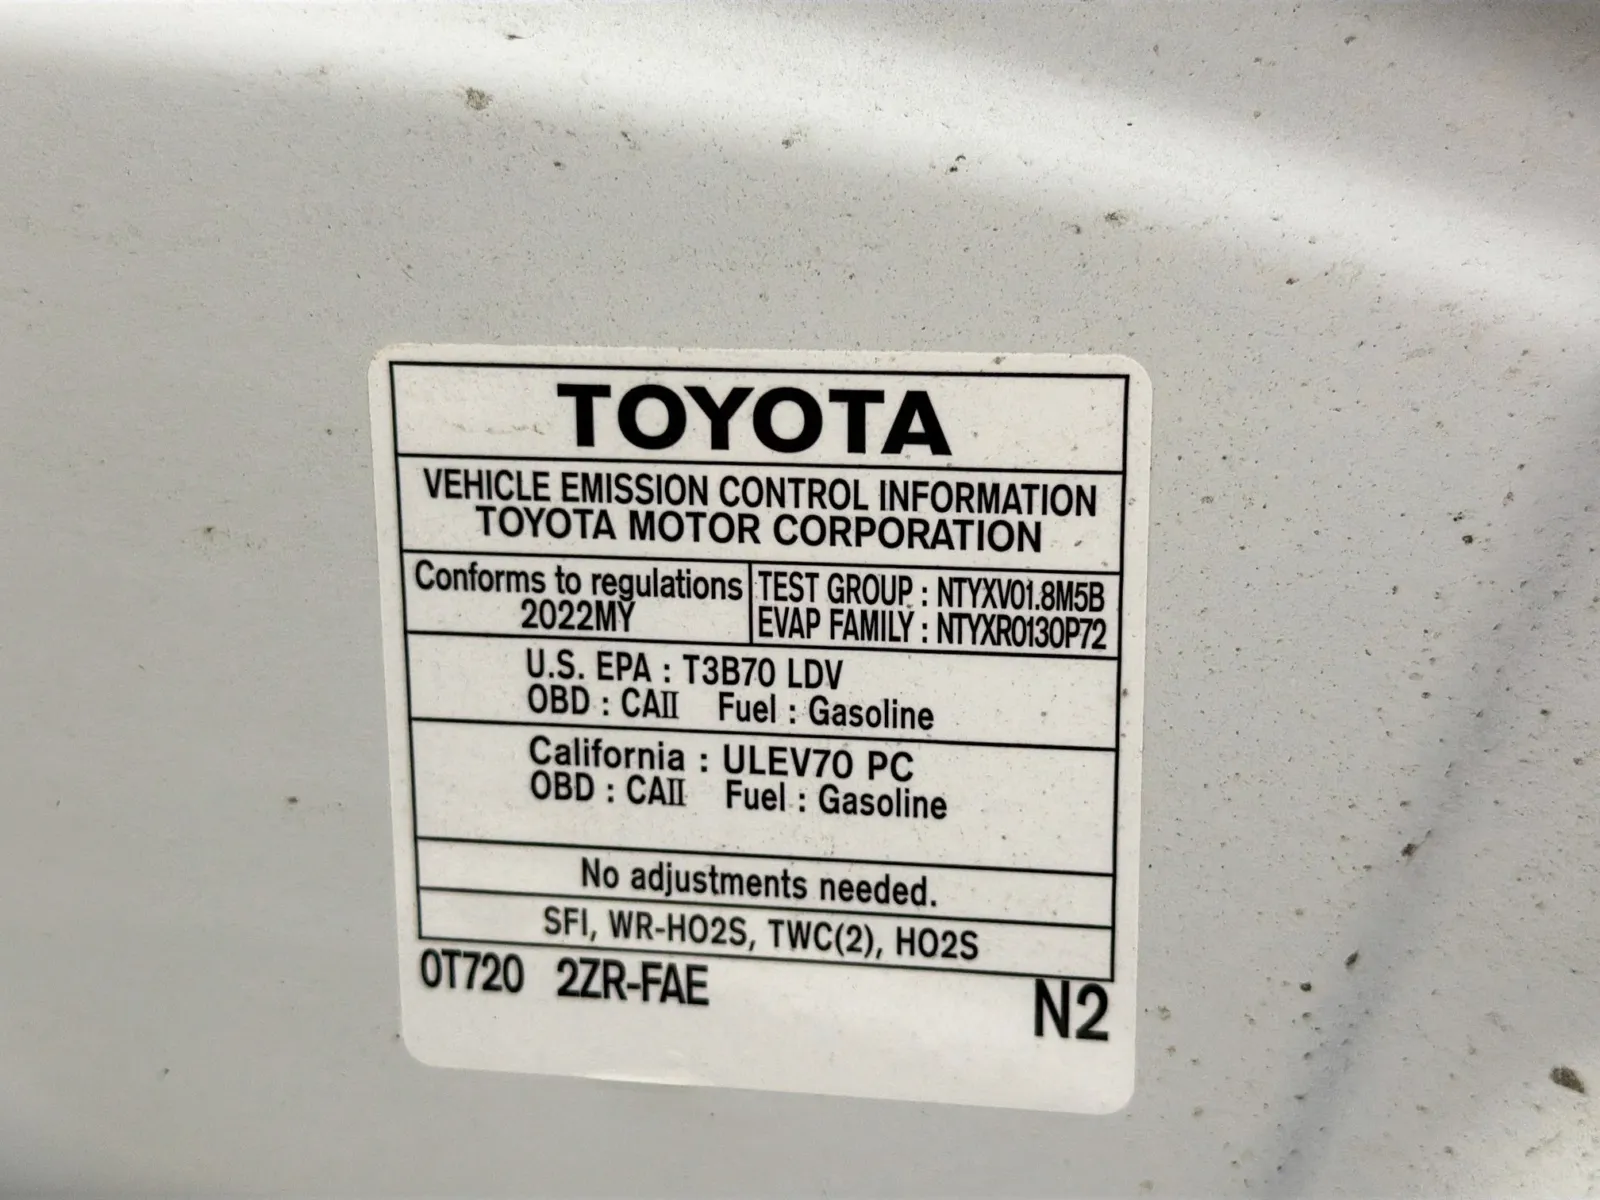 TOYOTA
VEHICLE EMISSION CONTROL INFORMATION
TOYOTA MOTOR CORPORATION
Conforms to regulations
2022MY
TEST GROUP : NTYXV01.8M5B
EVAP FAMILY : NTYXR0130P72
U.S. EPA : T3B70 LDV
OBD : CAII Fuel : Gasoline
California : ULEV70 PC
OBD : CAII Fuel : Gasoline
No adjustments needed.
SFI, WR-HO2S, TWC(2), HO2S
0T720 2ZR-FAE
N2